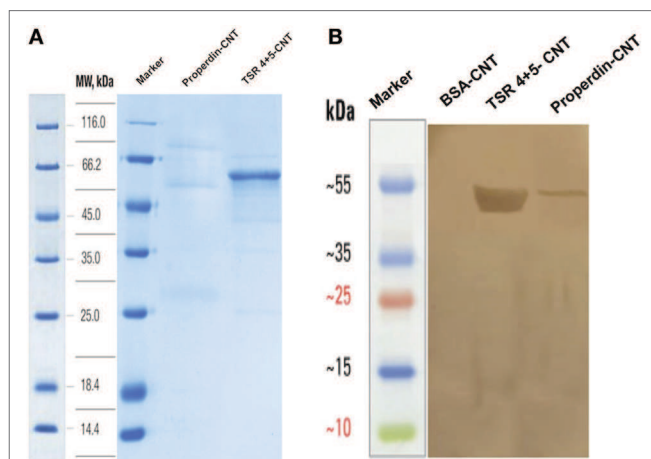 A
MW, kDa
Marker
Properdin-CNT
TSR 4+5-CNT
116.0
66.2
45.0
35.0
25.0
18.4
14.4
B
kDa
Marker
BSA-CNT
TSR 4+5- CNT
Properdin-CNT
~55
~35
~25
~15
~10